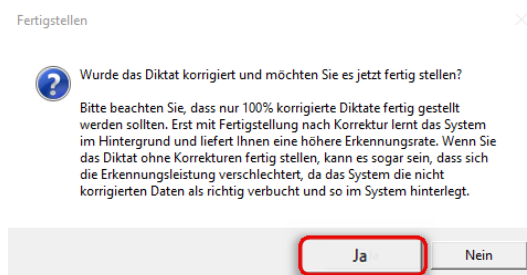 Fertigstellen
Wurde das Diktat korrigiert und möchten Sie es jetzt fertig stellen?
Bitte beachten Sie, dass nur 100% korrigierte Diktate fertig gestellt
werden sollten. Erst mit Fertigstellung nach Korrektur lernt das System
im Hintergrund und liefert Ihnen eine höhere Erkennungsrate. Wenn Sie
das Diktat ohne Korrekturen fertig stellen, kann es sogar sein, dass sich
die Erkennungsleistung verschlechtert, da das System die nicht
korrigierten Daten als richtig verbucht und so im System hinterlegt.
Ja
Nein